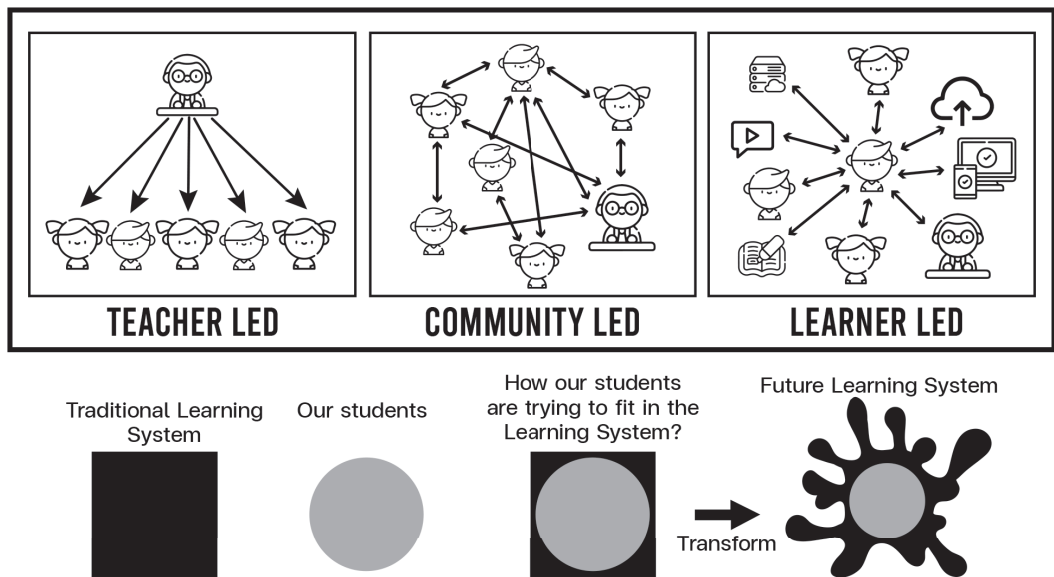 TEACHER LED
COMMUNITY LED
LEARNER LED
Traditional Learning
System
Our students
How our students
are trying to fit in the
Learning System?
Future Learning System
Transform